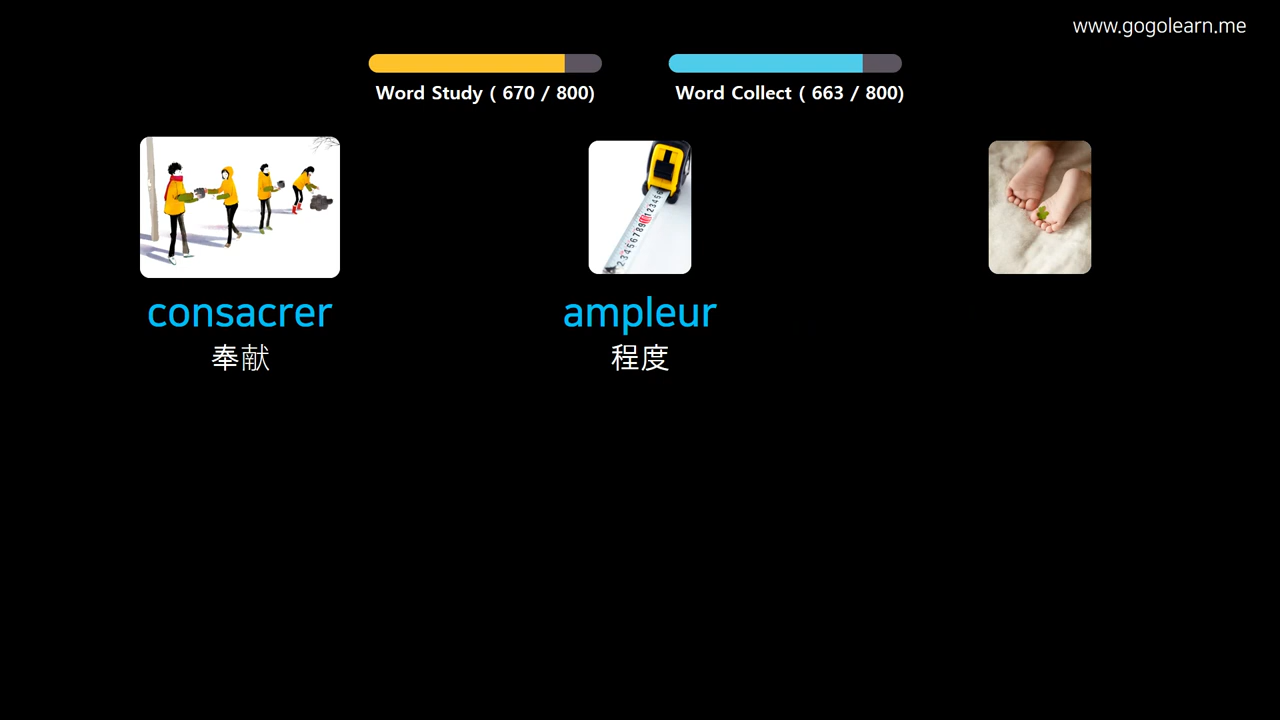 www.gogolearn.me
Word Study ( 670 / 800)
Word Collect ( 663 / 800)
consacrer
奉献
ampleur
程度